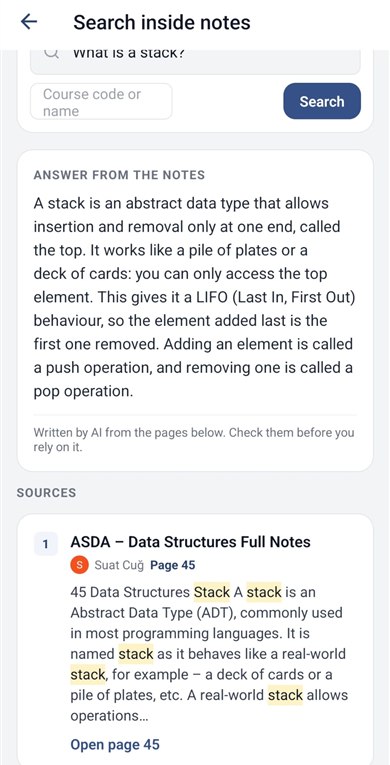 Search inside notes
What is a stack?
Course code or
name
Search
ANSWER FROM THE NOTES
A stack is an abstract data type that allows
insertion and removal only at one end, called
the top. It works like a pile of plates or a
deck of cards: you can only access the top
element. This gives it a LIFO (Last In, First Out)
behaviour, so the element added last is the
first one removed. Adding an element is called
a push operation, and removing one is called a
pop operation.
Written by AI from the pages below. Check them before you
rely on it.
SOURCES
1 ASDA – Data Structures Full Notes
S Suat Cuğ Page 45
45 Data Structures Stack A stack is an
Abstract Data Type (ADT), commonly used
in most programming languages. It is
named stack as it behaves like a real-world
stack, for example – a deck of cards or a
pile of plates, etc. A real-world stack allows
operations…
Open page 45